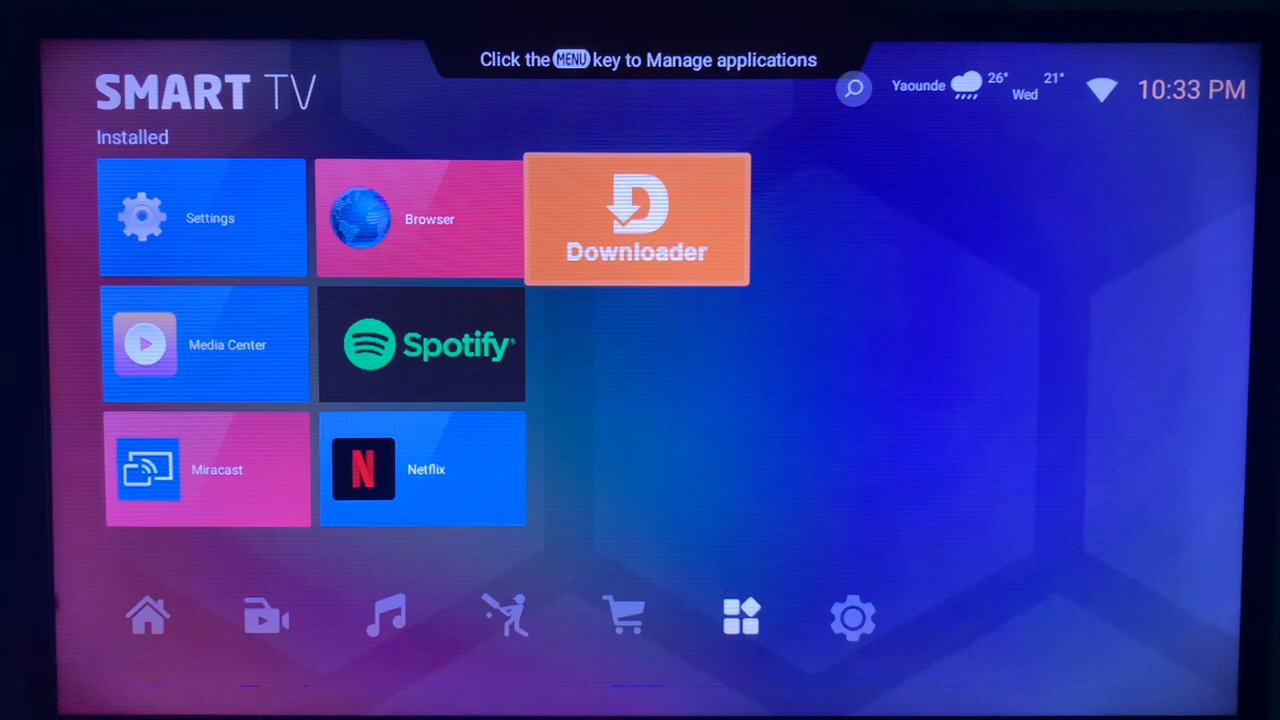 Click the MENU key to Manage applications
SMART TV
Yaounde 26° Wed 21° 10:33 PM
Installed
Settings
Browser
D
Downloader
Media Center
Spotify
Miracast
N
Netflix